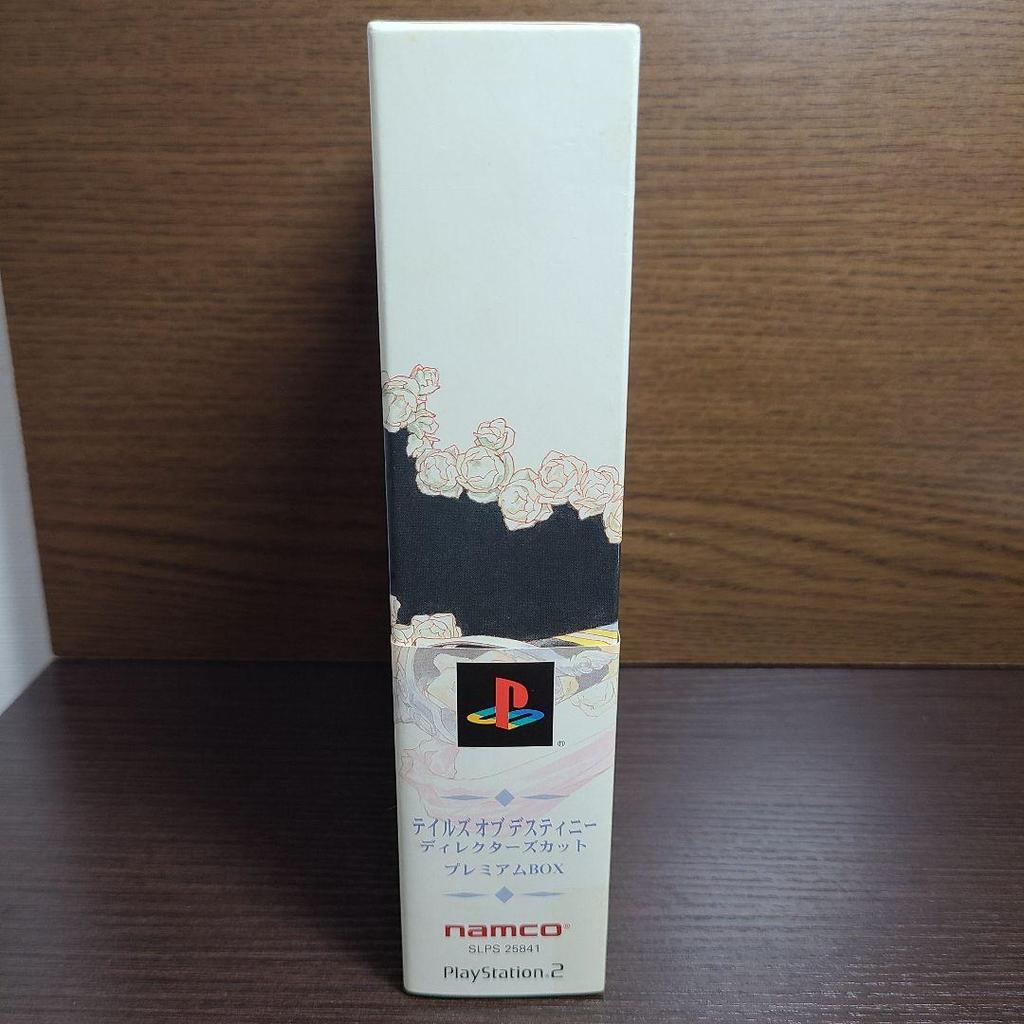 ®
テイルズ オブ デスティニー
ディレクターズカット
プレミアムBOX
namco®
SLPS 25841
PlayStation®2